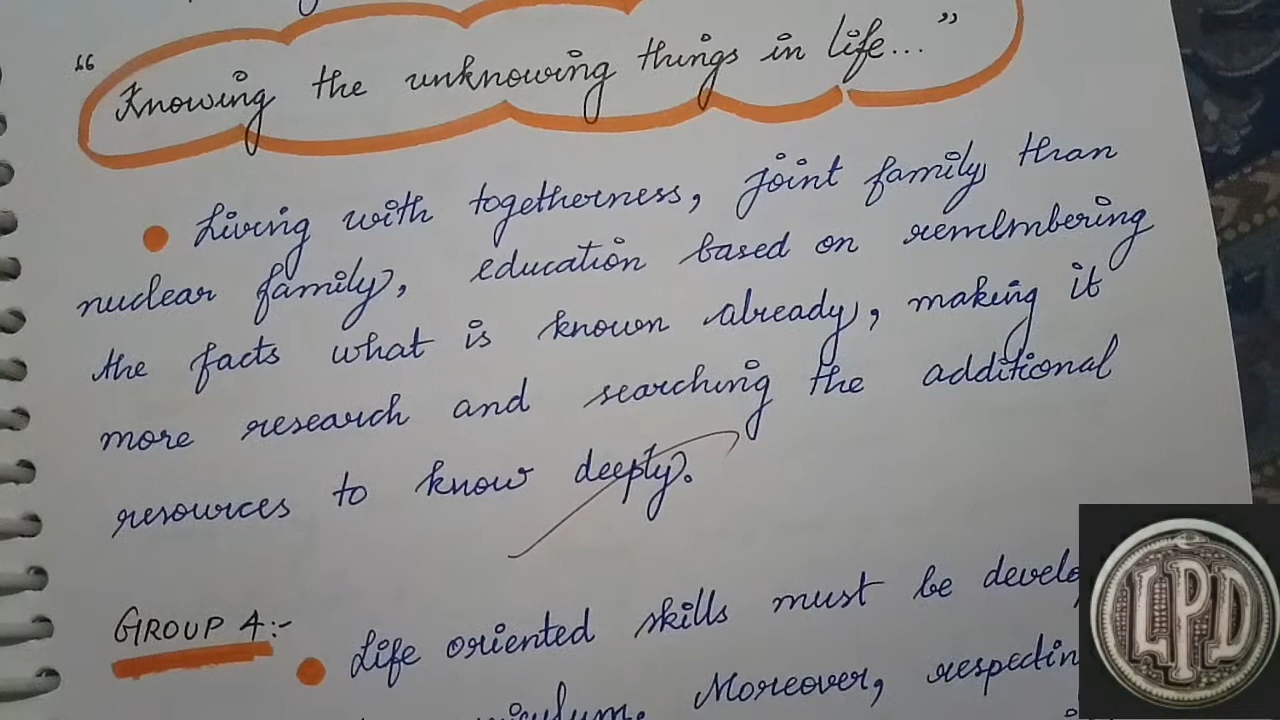 “ Knowing the unknowing things in life... ”
Living with togetherness, joint family than
nuclear family, education based on remembering
the facts what is known already, making it
more research and searching the additional
resources to know deeply.
GROUP 4:-
Life oriented skills must be develo
Moreover, respectin
LPD